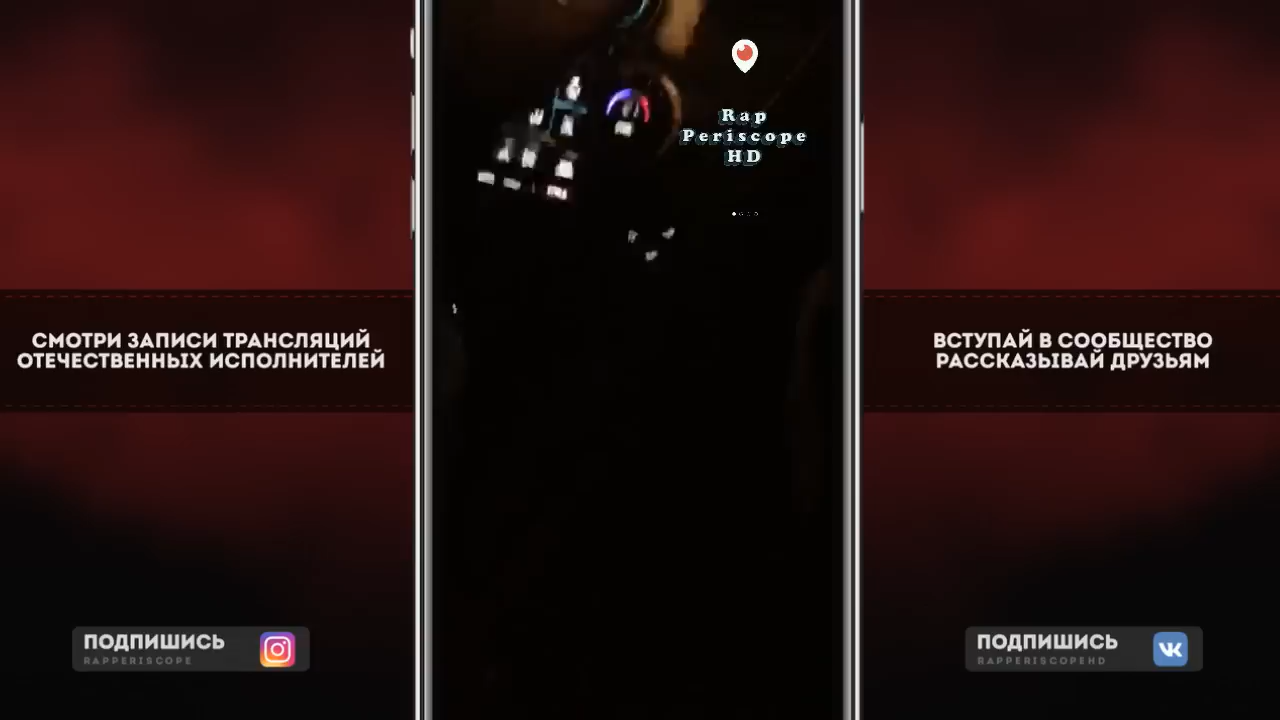 Rap
Periscope
HD
СМОТРИ ЗАПИСИ ТРАНСЛЯЦИЙ
ОТЕЧЕСТВЕННЫХ ИСПОЛНИТЕЛЕЙ
ВСТУПАЙ В СООБЩЕСТВО
РАССКАЗЫВАЙ ДРУЗЬЯМ
ПОДПИШИСЬ
RAPPERISCOPE
ПОДПИШИСЬ
RAPPERISCOPEHD